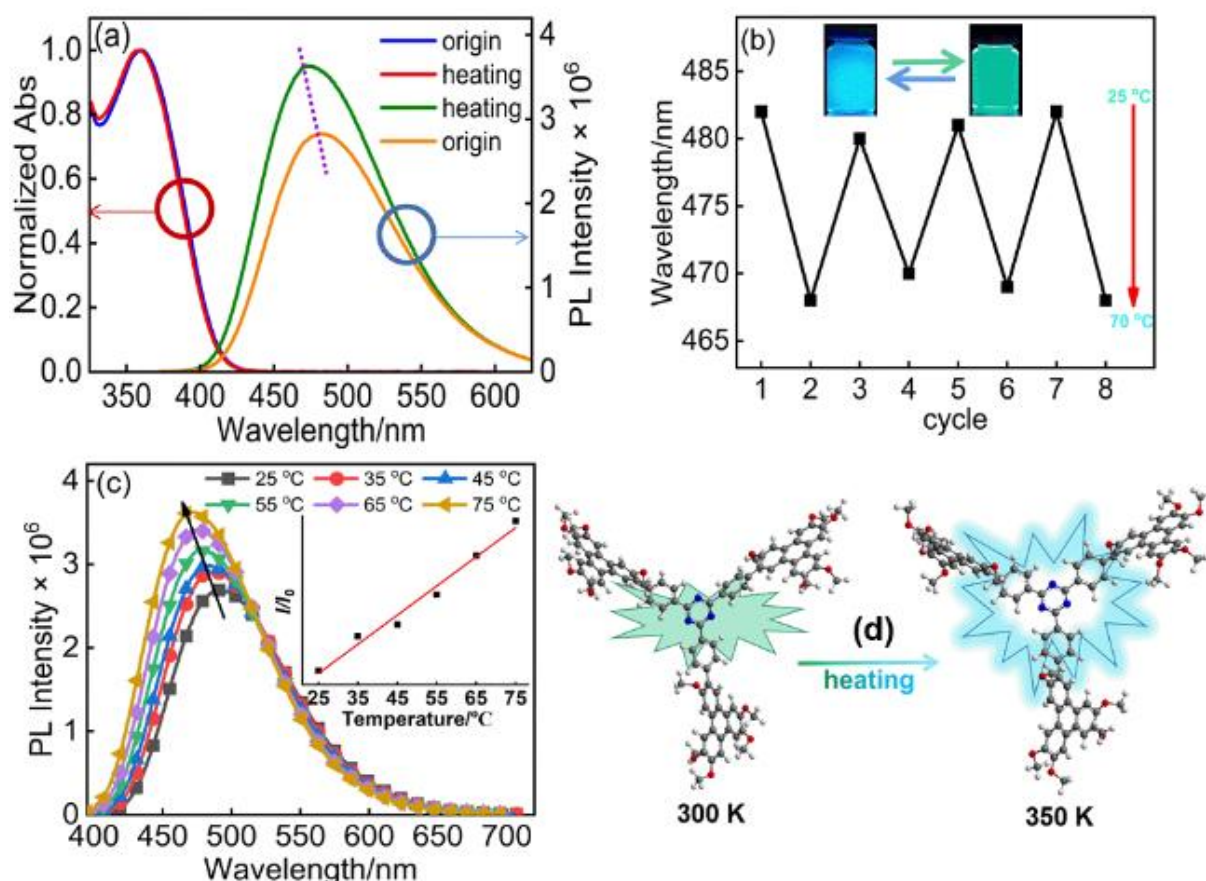 (a)
origin
heating
heating
origin
Normalized Abs
1.0
0.8
0.6
0.4
0.2
0.0
350 400 450 500 550 600
Wavelength/nm
4
3
2
1
0
PL Intensity × 10⁶
(b)
25 °C
70 °C
Wavelength/nm
485
480
475
470
465
1 2 3 4 5 6 7 8
cycle
(c)
25 °C 35 °C 45 °C
55 °C 65 °C 75 °C
PL Intensity × 10⁶
4
3
2
1
0
I/I₀
25 35 45 55 65 75
Temperature/°C
400 450 500 550 600 650 700
Wavelength/nm
(d)
heating
300 K
350 K